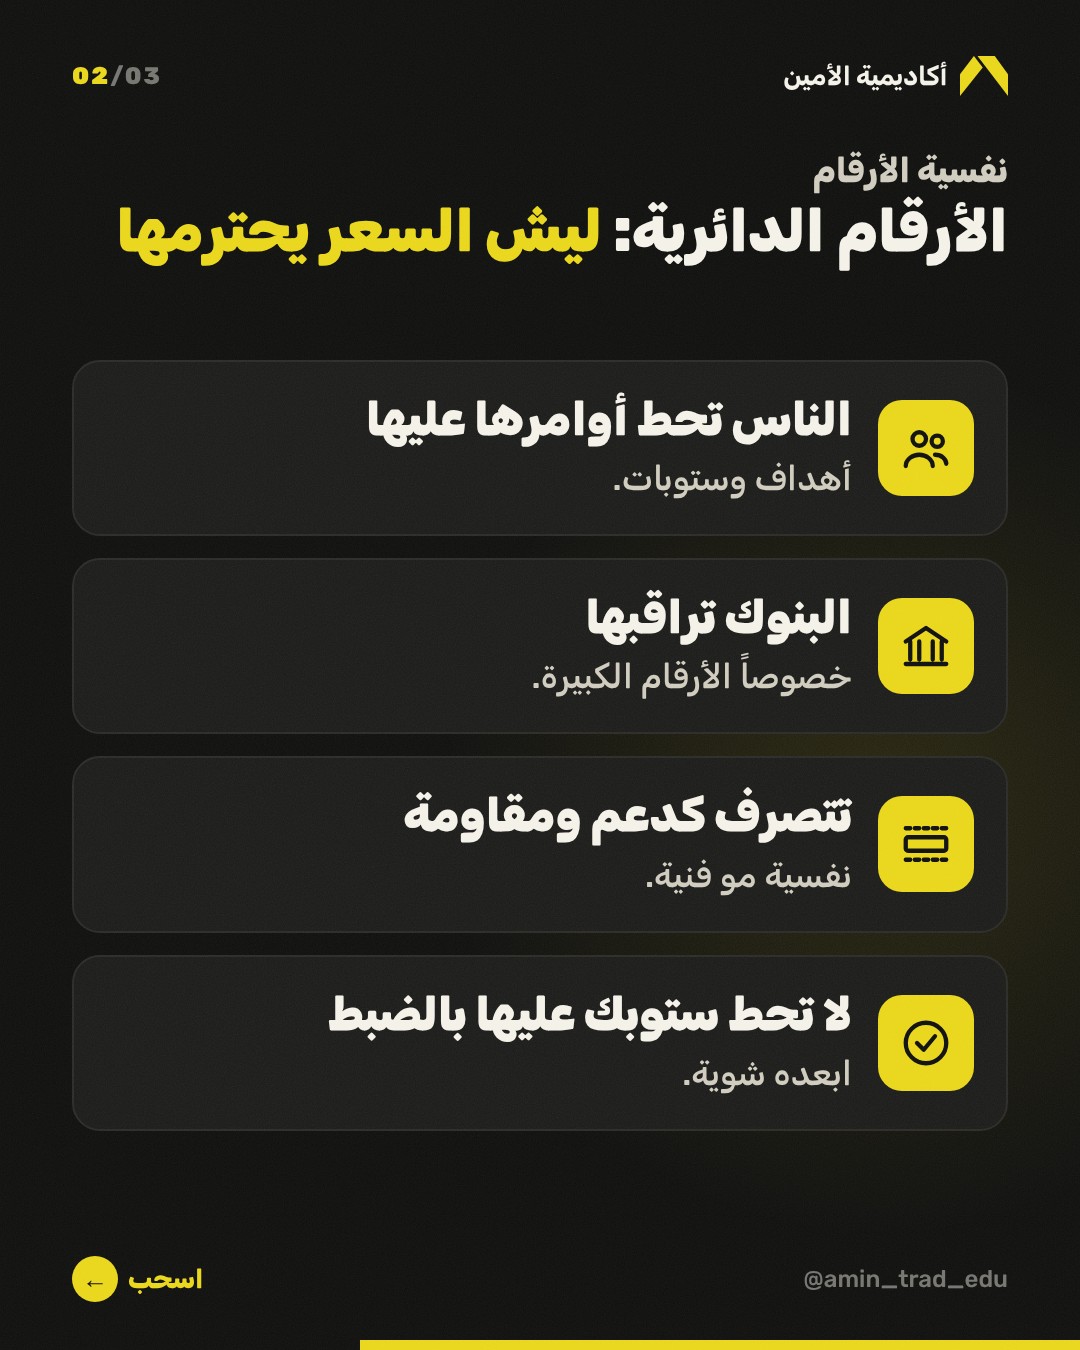 أكاديمية الأمين
02/03
نفسية الأرقام
الأرقام الدائرية: ليش السعر يحترمها
الناس تحط أوامرها عليها
أهداف وستوبات.
البنوك تراقبها
خصوصاً الأرقام الكبيرة.
تتصرف كدعم ومقاومة
نفسية مو فنية.
لا تحط ستوبك عليها بالضبط
ابعده شوية.
@amin_trad_edu
اسحب ←